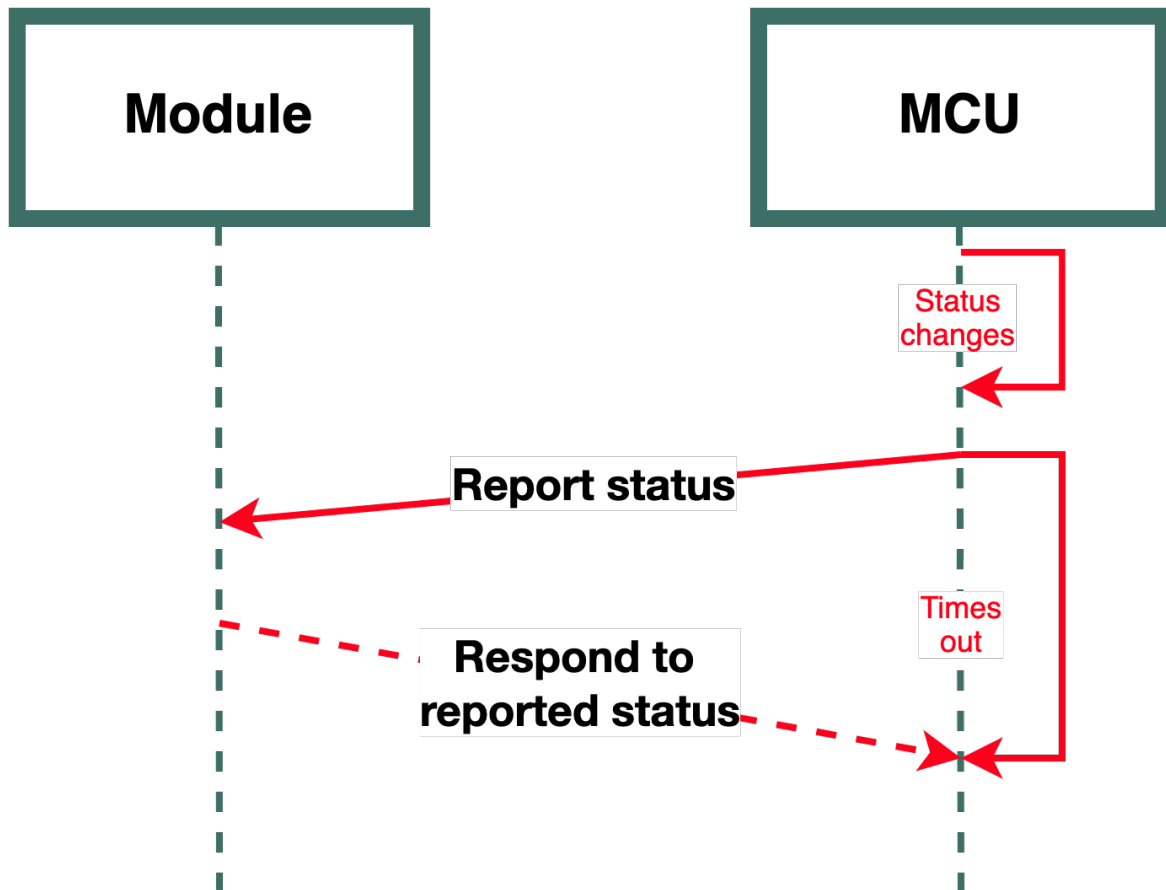 Module
MCU
Status
changes
Report status
Times
out
Respond to
reported status